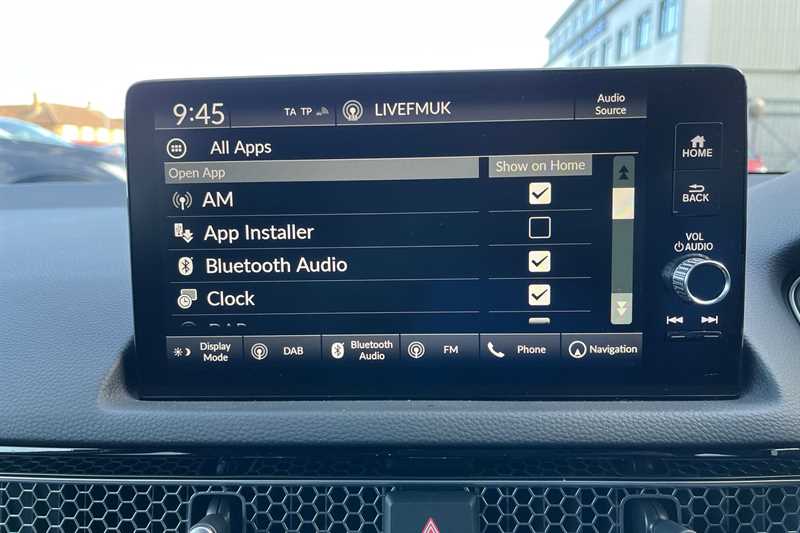 9:45
TA TP
LIVEFMUK
Audio
Source
All Apps
Open App
Show on Home
AM
App Installer
Bluetooth Audio
Clock
Display
Mode
DAB
Bluetooth
Audio
FM
Phone
Navigation
HOME
BACK
VOL
AUDIO